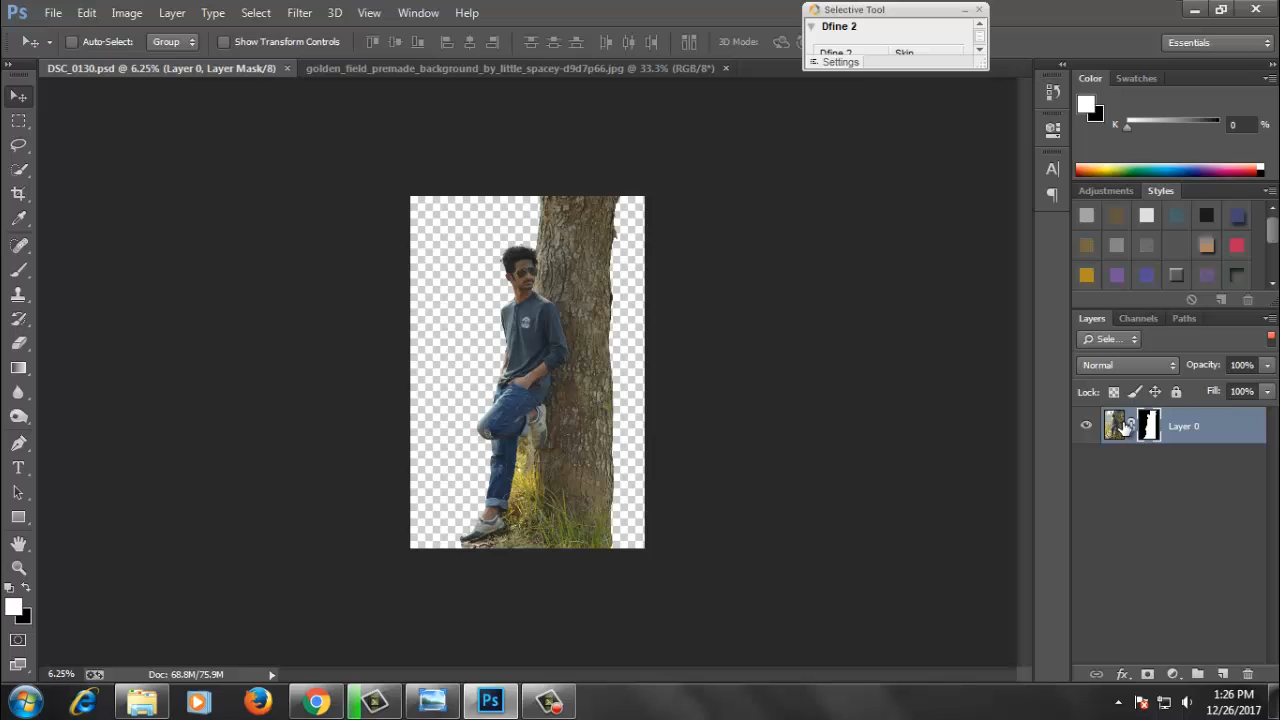 Ps File Edit Image Layer Type Select Filter 3D View Window Help
Selective Tool
Dfine 2
Dfine 2 Skin
Settings
Group Show Transform Controls 3D Mode:
Essentials
DSC_0130.psd @ 6.25% (Layer 0, Layer Mask/8)
golden_field_premade_background_by_little_spacey-d9d7p66.jpg @ 33.3% (RGB/8*) ×
Color Swatches
K 0 %
Adjustments Styles
Layers Channels Paths
Sele...
Normal Opacity: 100%
Lock: Fill: 100%
Layer 0
6.25% Doc: 68.8M/75.9M
Ps
1:26 PM
12/26/2017